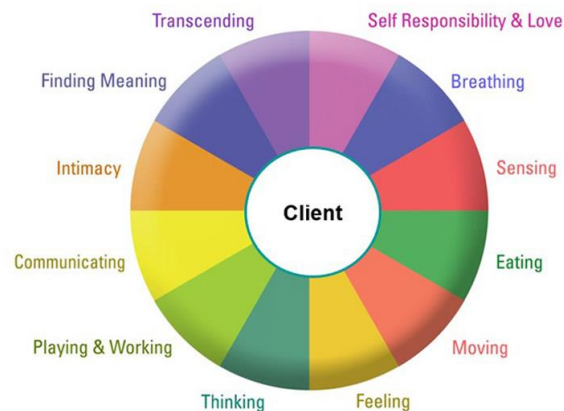 Transcending
Self Responsibility & Love
Finding Meaning
Breathing
Intimacy
Sensing
Client
Communicating
Eating
Playing & Working
Moving
Thinking
Feeling